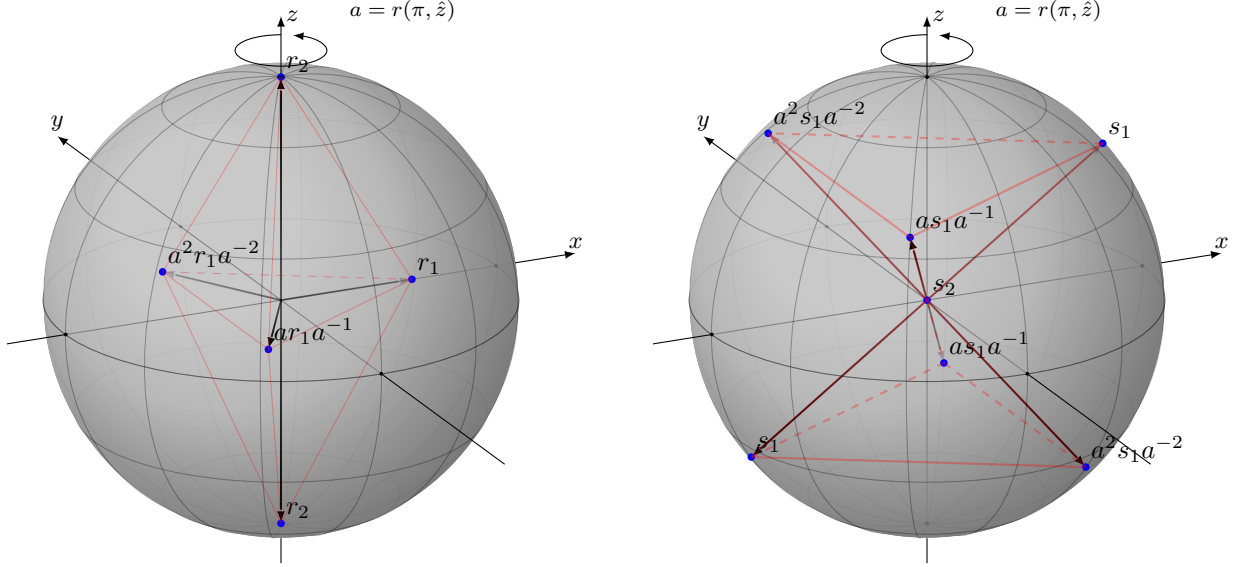 a = r(π, ẑ)
z
r₂
y
x
a²r₁a⁻²
r₁
ar₁a⁻¹
r₂
a = r(π, ẑ)
z
a²s₁a⁻²
s₁
y
as₁a⁻¹
x
s₂
as₁a⁻¹
s₁
a²s₁a⁻²